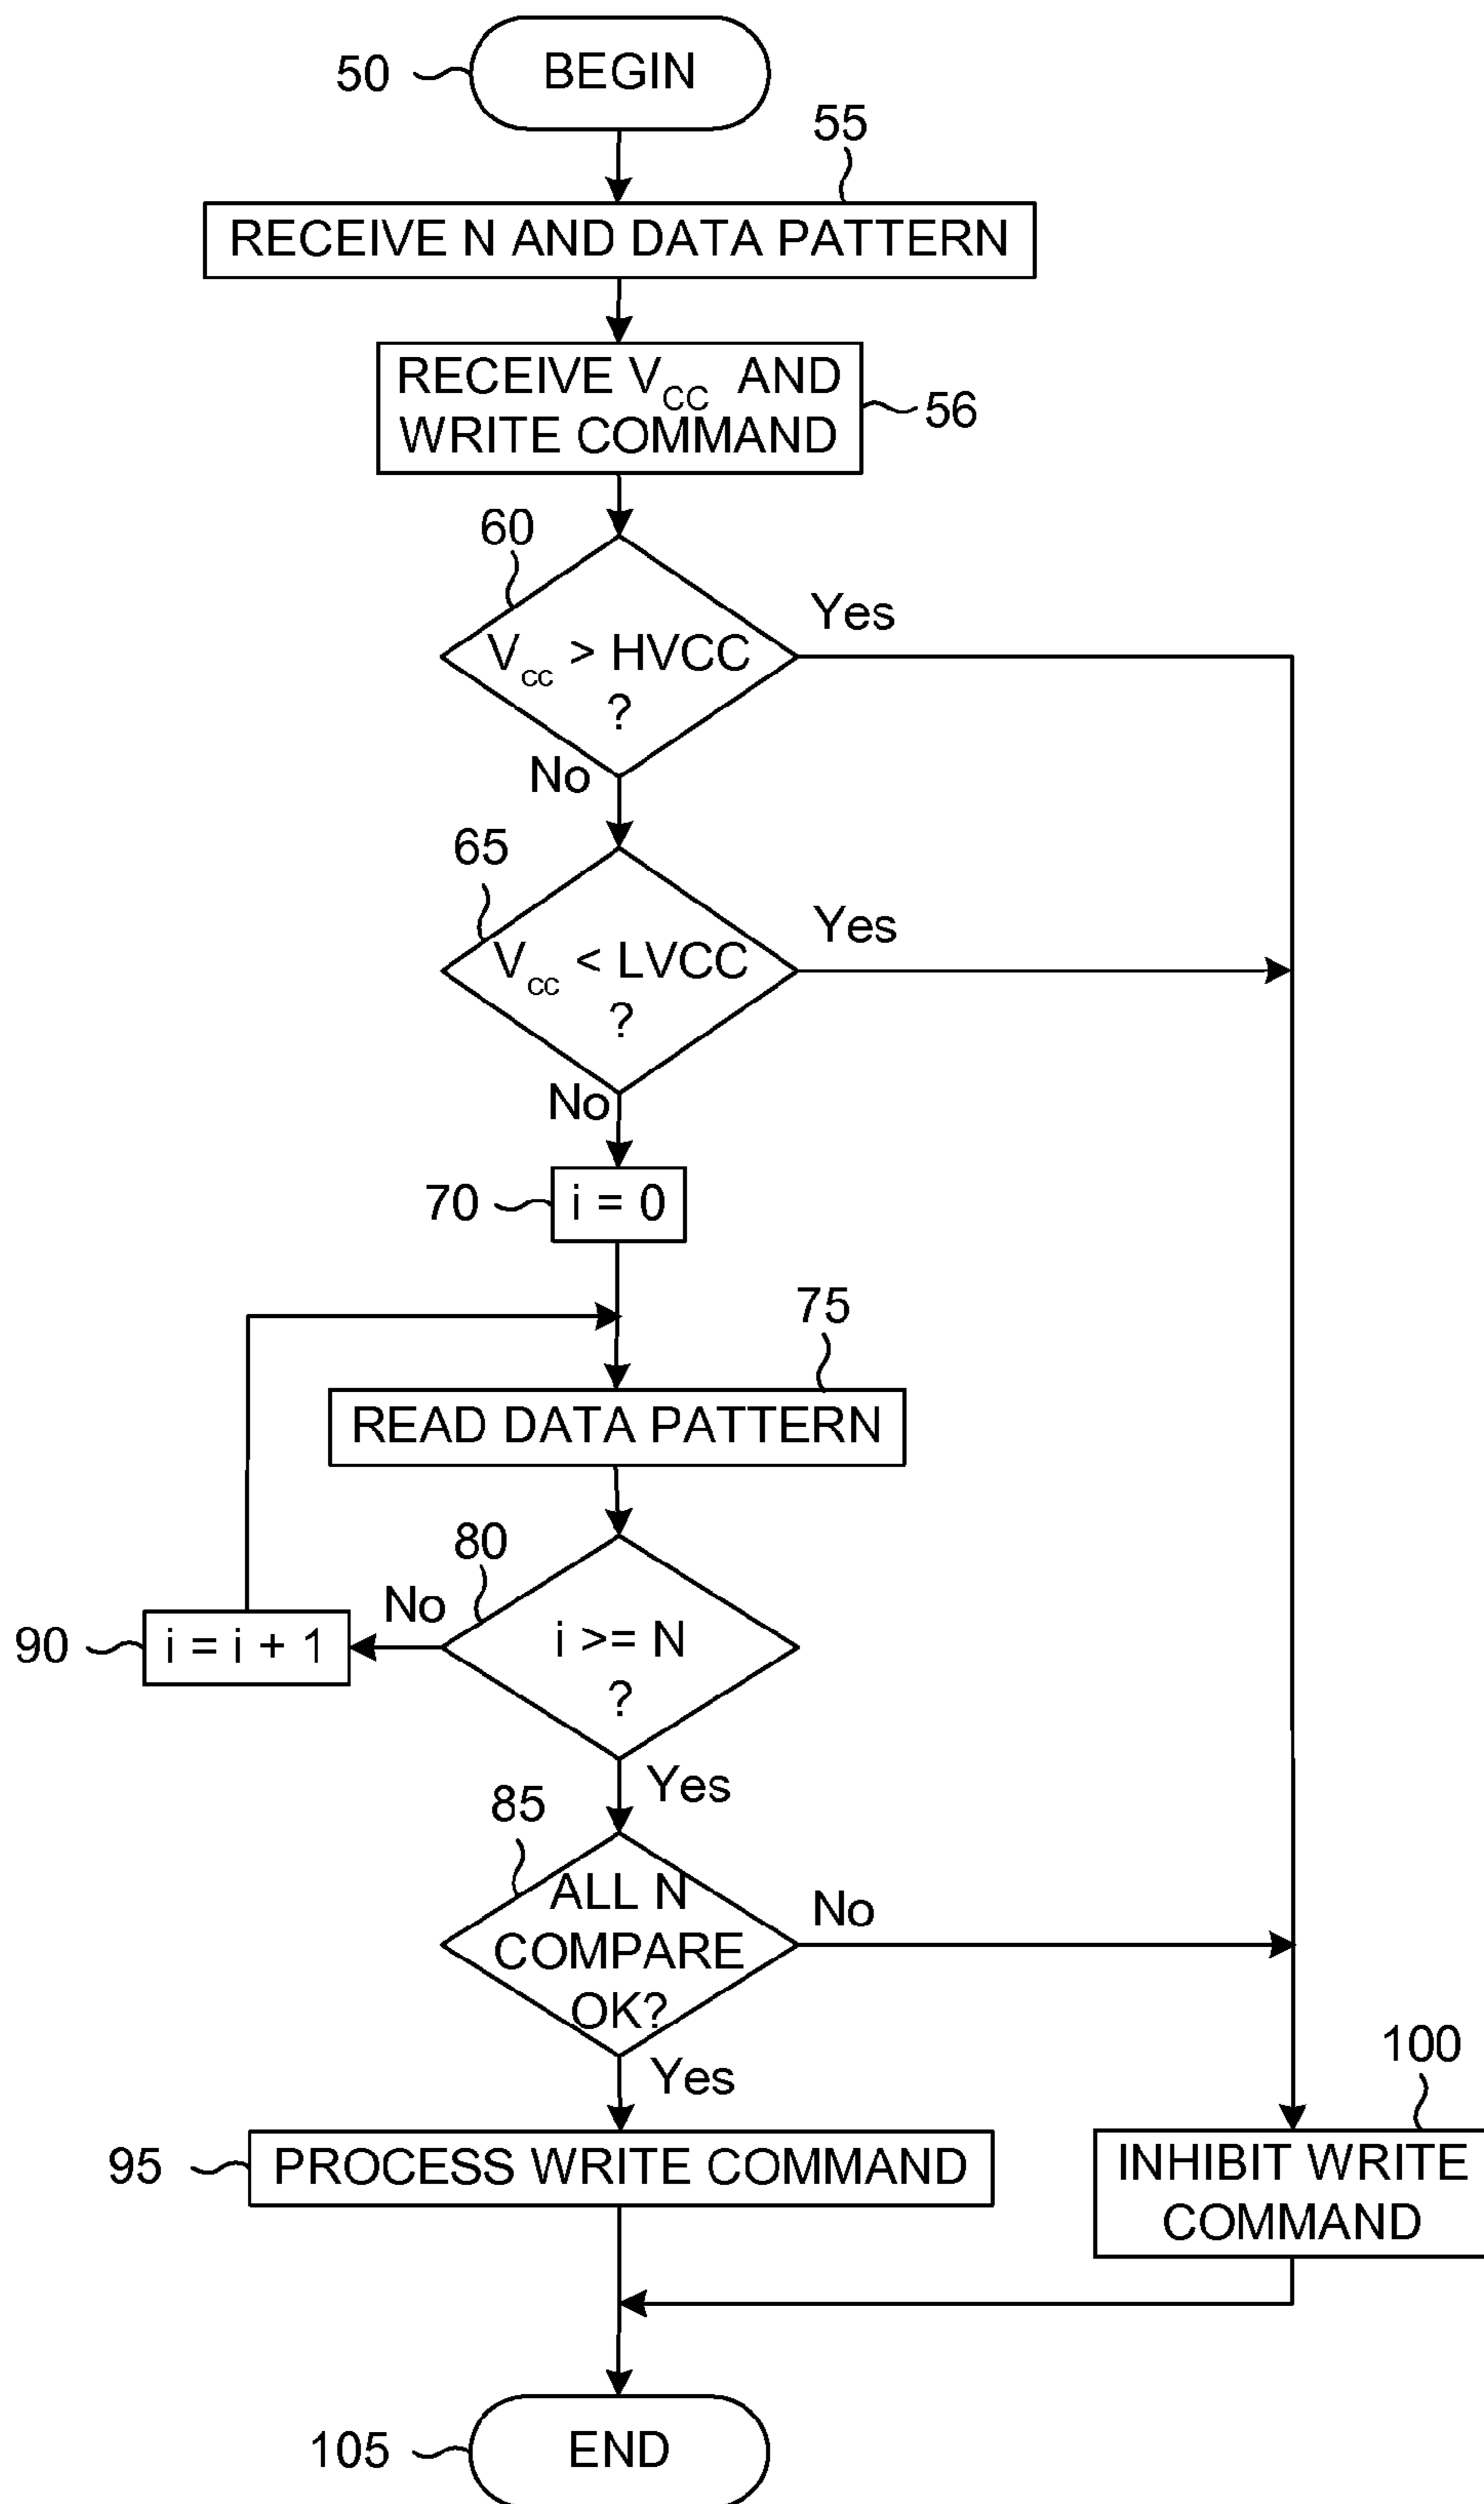 50
BEGIN
55
RECEIVE N AND DATA PATTERN
RECEIVE VCC AND
WRITE COMMAND
56
60
Yes
Vcc > HVCC
?
No
65
Yes
Vcc < LVCC
?
No
70
i = 0
75
READ DATA PATTERN
80
No
90
i = i + 1
i >= N
?
Yes
85
ALL N
COMPARE
OK?
No
Yes
100
95
PROCESS WRITE COMMAND
INHIBIT WRITE
COMMAND
105
END